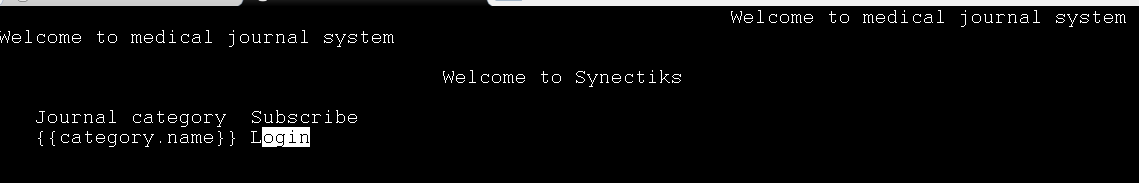 Welcome to medical journal system
Welcome to medical journal system
Welcome to Synectiks
Journal category Subscribe
{{category.name}} Login